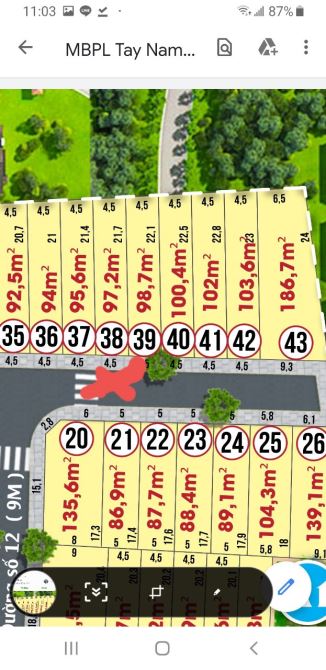 11:03
87%
MBPL Tay Nam...
4,5 4,5 4,5 4,5 4,5 4,5 4,5 4,5 6,5
20,7 21 21,4 21,7 22,1 22,5 22,8 23 24
92,5m² 94m² 95,6m² 97,2m² 98,7m² 100,4m² 102m² 103,6m² 186,7m²
35 36 37 38 39 40 41 42 43
4,5 4,5 4,5 4,5 4,5 4,5 4,5 9,3
6 5 5 5 5,8 6,1
2,8
20 21 22 23 24 25 26
15,1
135,6m² 86,9m² 87,7m² 88,4m² 89,1m² 104,3m² 139,1m²
17,3 17,4 17,6 17,7 17,9 18
8 5 5 5 5 5,8
9 4,5 4,5 4,5 4,5 9,1
số 12 ( 9M )